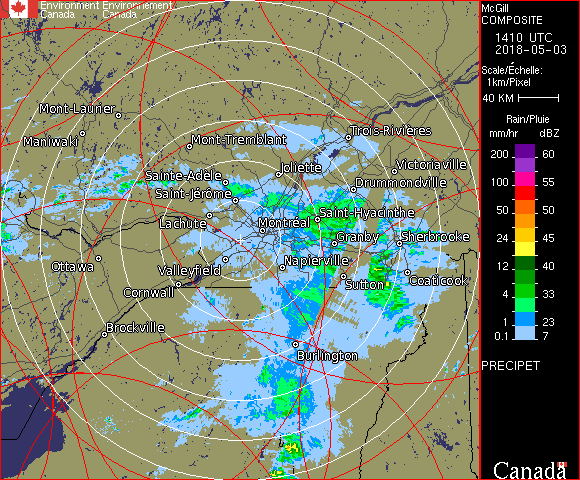 Environment Environnement
Canada Canada
McGill
COMPOSITE
1410 UTC
2018-05-03
Scale/Échelle:
1km/Pixel
40 KM
Rain/Pluie
mm/hr dBZ
200 60
100 55
50 50
24 45
12 40
4 33
1 23
0.1 7
PRECIPET
Canada
Mont-Laurier
Maniwaki
Mont-Tremblant
Trois-Rivières
Sainte-Adèle
Joliette
Victoriaville
Saint-Jérôme
Drummondville
Lachute
Montréal
Saint-Hyacinthe
Granby
Sherbrooke
Ottawa
Valleyfield
Napierville
Sutton
Coaticook
Cornwall
Brockville
Burlington